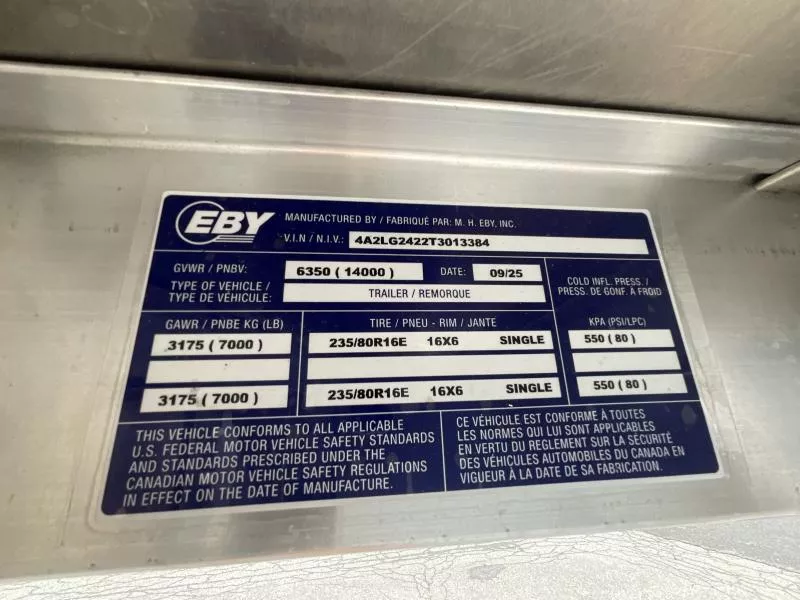 EBY
MANUFACTURED BY / FABRIQUÉ PAR: M. H. EBY, INC.
V.I.N / N.I.V.: 4A2LG2422T3013384
GVWR / PNBV: 6350 ( 14000 ) DATE: 09/25
TYPE OF VEHICLE /
TYPE DE VÉHICULE: TRAILER / REMORQUE
COLD INFL. PRESS. /
PRESS. DE GONF. À FROID
GAWR / PNBE KG (LB) TIRE / PNEU - RIM / JANTE KPA (PSI/LPC)
3175 ( 7000 ) 235/80R16E 16X6 SINGLE 550 ( 80 )
3175 ( 7000 ) 235/80R16E 16X6 SINGLE 550 ( 80 )
THIS VEHICLE CONFORMS TO ALL APPLICABLE
U.S. FEDERAL MOTOR VEHICLE SAFETY STANDARDS
AND STANDARDS PRESCRIBED UNDER THE
CANADIAN MOTOR VEHICLE SAFETY REGULATIONS
IN EFFECT ON THE DATE OF MANUFACTURE.
CE VÉHICULE EST CONFORME À TOUTES
LES NORMES QUI LUI SONT APPLICABLES
EN VERTU DU REGLEMENT SUR LA SÉCURITÉ
DES VÉHICULES AUTOMOBILES DU CANADA EN
VIGUEUR À LA DATE DE SA FABRICATION.